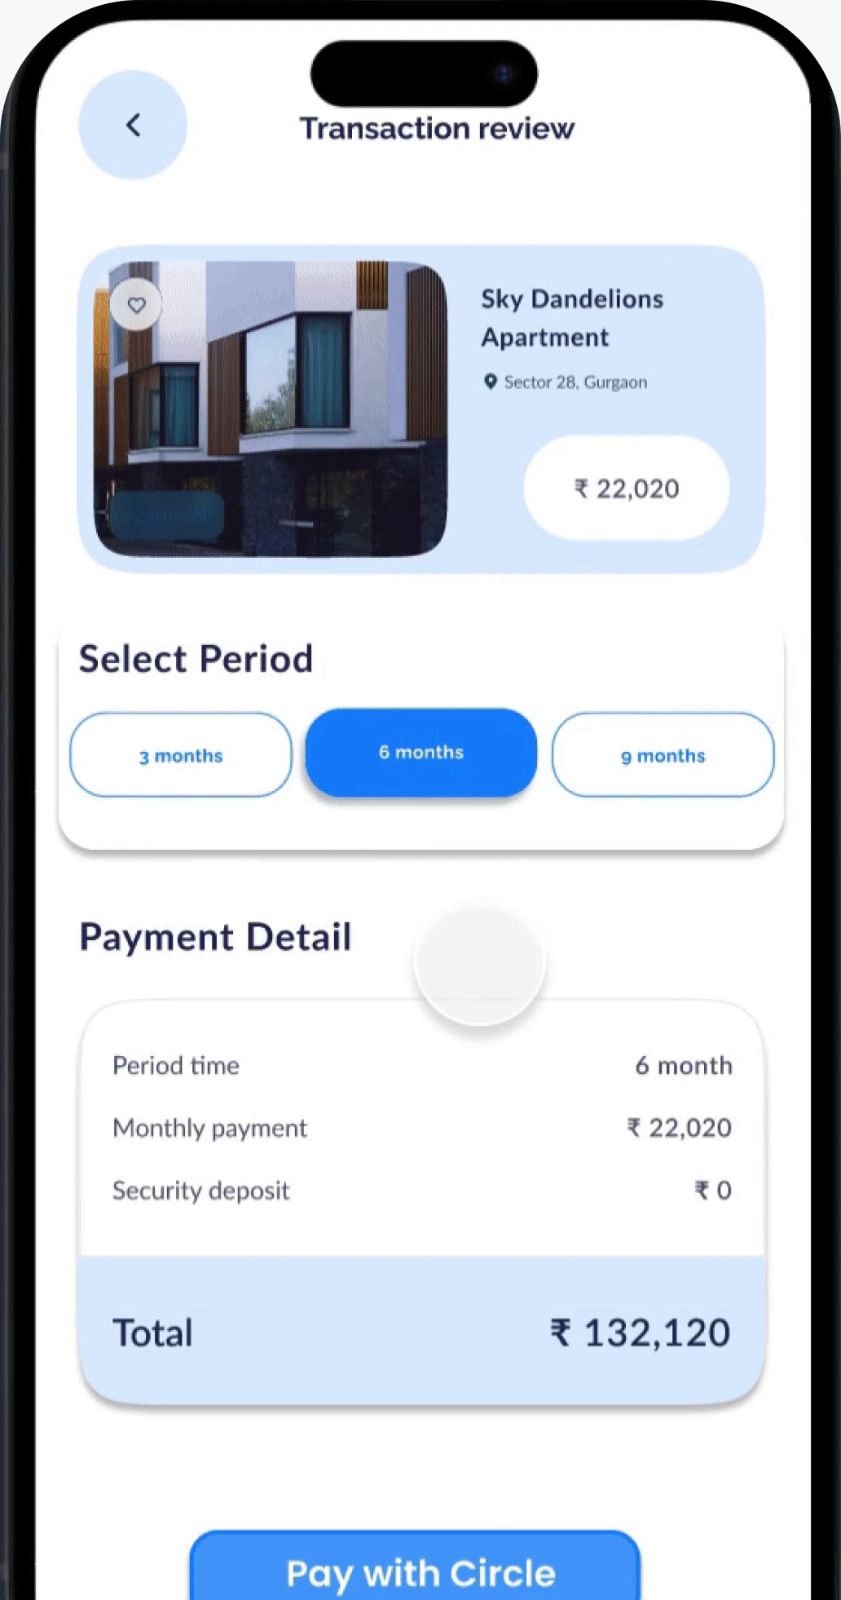 Transaction review
Sky Dandelions
Apartment
Sector 28, Gurgaon
₹ 22,020
Select Period
3 months
6 months
9 months
Payment Detail
Period time
6 month
Monthly payment
₹ 22,020
Security deposit
₹ 0
Total
₹ 132,120
Pay with Circle